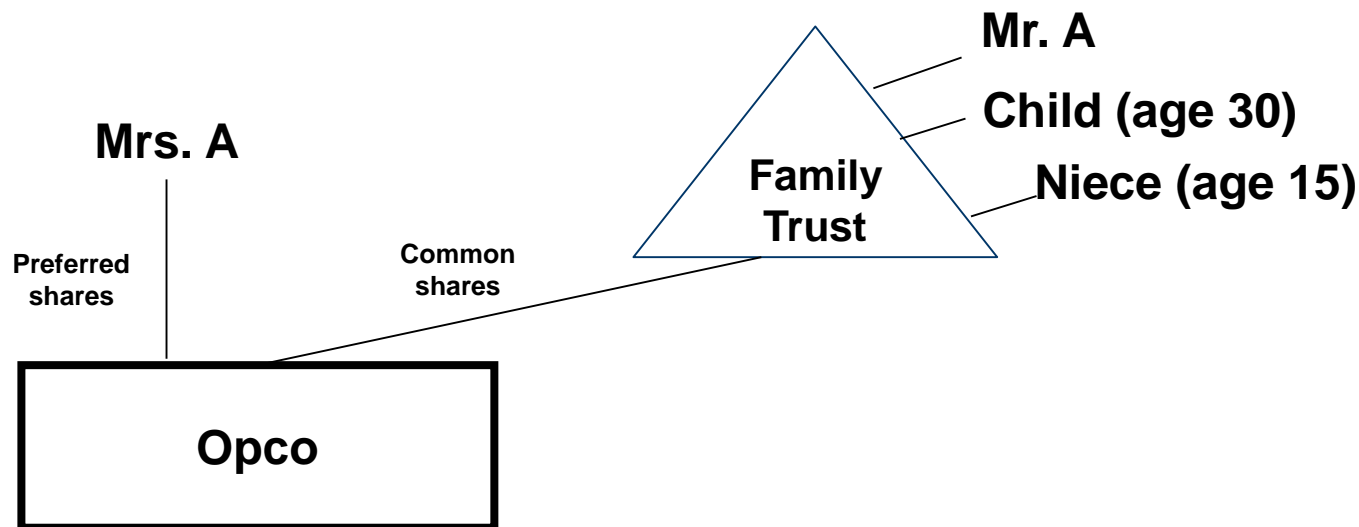 Mr. A
Child (age 30)
Niece (age 15)
Mrs. A
Family
Trust
Preferred
shares
Common
shares
Opco